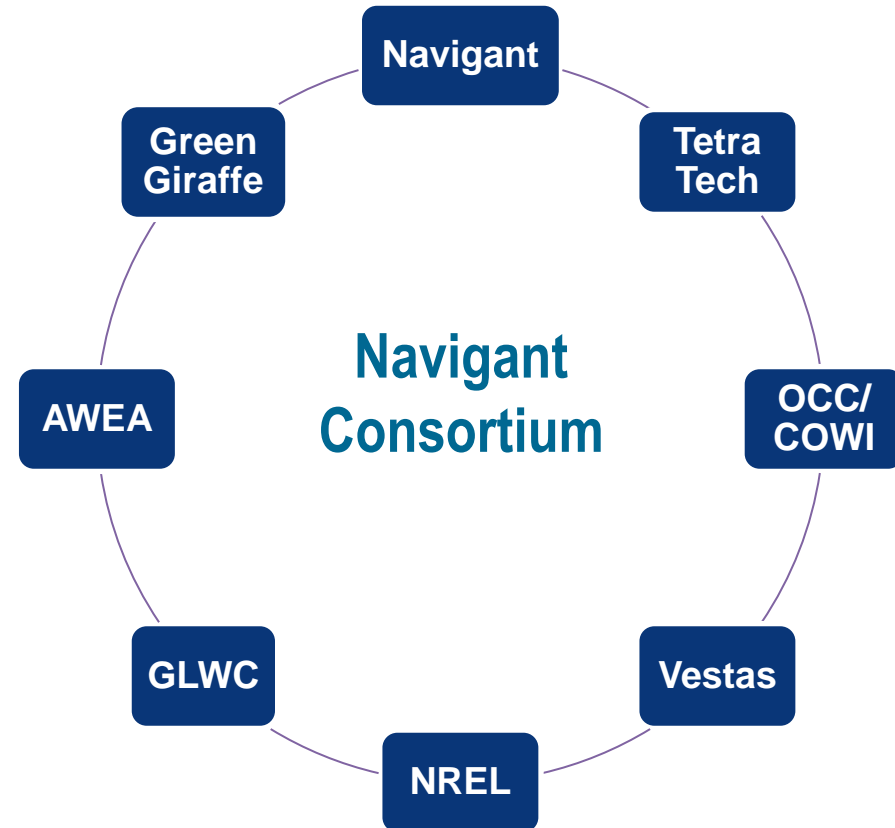 Navigant
Green
Giraffe
Tetra
Tech
Navigant
Consortium
AWEA
OCC/
COWI
GLWC
Vestas
NREL